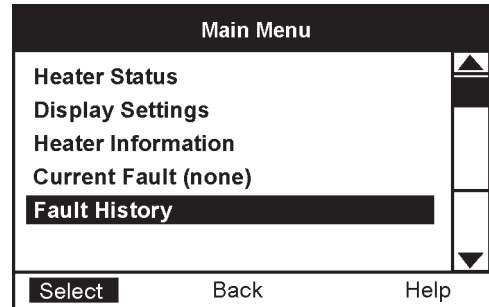 Main Menu
Heater Status
Display Settings
Heater Information
Current Fault (none)
Fault History
Select Back Help